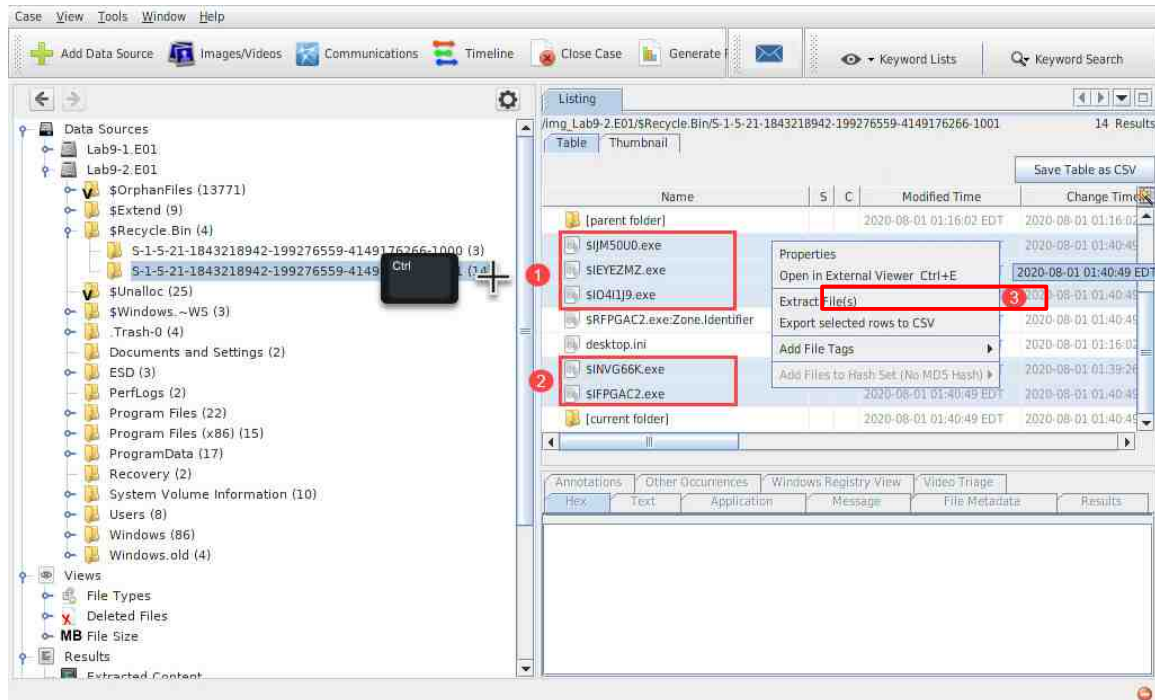 Case View Tools Window Help
Add Data Source Images/Videos Communications Timeline Close Case Generate Keyword Lists Keyword Search
Listing
/img_Lab9-2.E01/$Recycle.Bin/S-1-5-21-1843218942-199276559-4149176266-1001 14 Results
Table Thumbnail
Save Table as CSV
Name S C Modified Time Change Time
[parent folder] 2020-08-01 01:16:02 EDT 2020-08-01 01:16:02
$IJM50U0.exe 2020-08-01 01:40:49
$IEYEZMZ.exe 2020-08-01 01:40:49 EDT
$IO4I1J9.exe 2020-08-01 01:40:49
$RFPGAC2.exe:Zone.Identifier 2020-08-01 01:40:49
desktop.ini 2020-08-01 01:16:02
$INVG66K.exe 2020-08-01 01:39:26
$IFPGAC2.exe 2020-08-01 01:40:49 EDT 2020-08-01 01:40:49
[current folder] 2020-08-01 01:40:49 EDT 2020-08-01 01:40:49
1
2
Properties
Open in External Viewer Ctrl+E
Extract File(s) 3
Export selected rows to CSV
Add File Tags
Add Files to Hash Set (No MD5 Hash)
Annotations Other Occurrences Windows Registry View Video Triage
Hex Text Application Message File Metadata Results
Data Sources
Lab9-1.E01
Lab9-2.E01
$OrphanFiles (13771)
$Extend (9)
$Recycle.Bin (4)
S-1-5-21-1843218942-199276559-4149176266-1000 (3)
S-1-5-21-1843218942-199276559-4149 (14
Ctrl
$Unalloc (25)
$Windows.~WS (3)
.Trash-0 (4)
Documents and Settings (2)
ESD (3)
PerfLogs (2)
Program Files (22)
Program Files (x86) (15)
ProgramData (17)
Recovery (2)
System Volume Information (10)
Users (8)
Windows (86)
Windows.old (4)
Views
File Types
Deleted Files
MB File Size
Results
Extracted Content